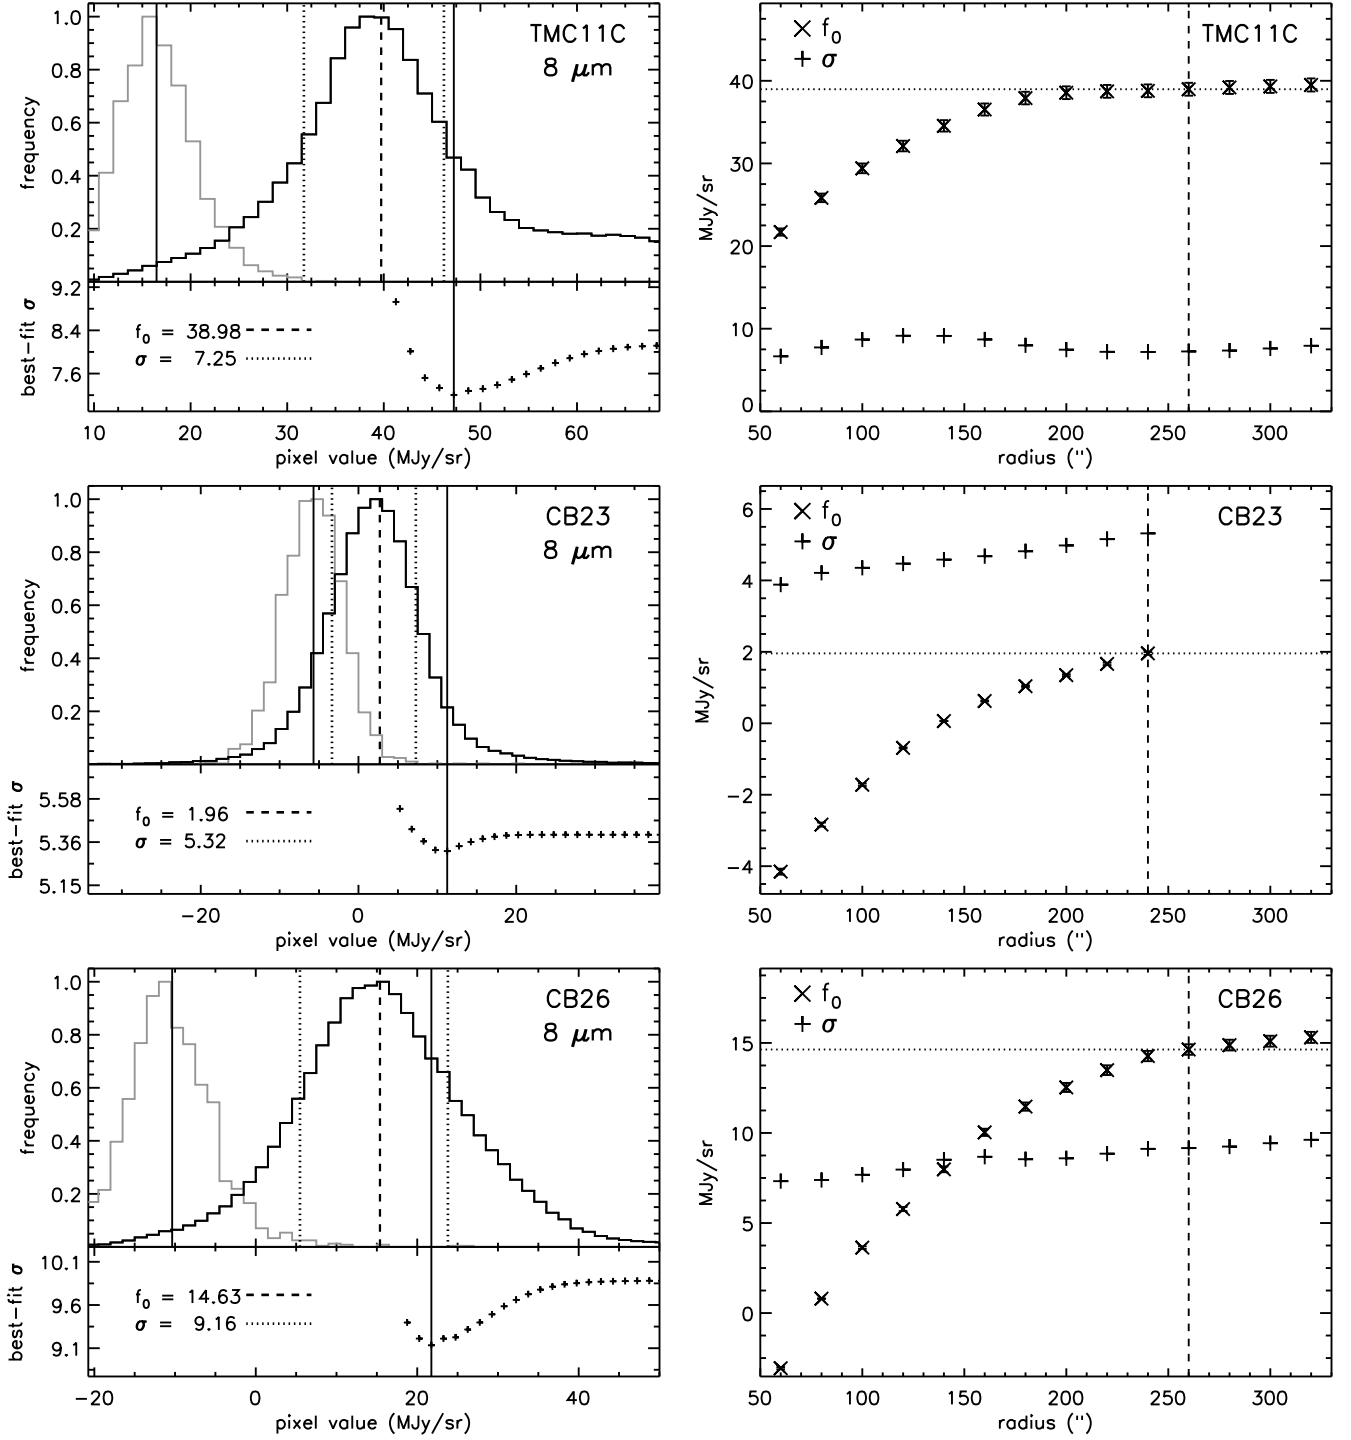 TMC11C
8 μm
frequency
1.0
0.8
0.6
0.4
0.2
best-fit σ
9.2
8.4
7.6
f₀ = 38.98
σ = 7.25
10 20 30 40 50 60
pixel value (MJy/sr)
f₀
σ
TMC11C
MJy/sr
40
30
20
10
0
50 100 150 200 250 300
radius (")
CB23
8 μm
frequency
1.0
0.8
0.6
0.4
0.2
best-fit σ
5.58
5.36
5.15
f₀ = 1.96
σ = 5.32
-20 0 20
pixel value (MJy/sr)
f₀
σ
CB23
MJy/sr
6
4
2
0
-2
-4
50 100 150 200 250 300
radius (")
CB26
8 μm
frequency
1.0
0.8
0.6
0.4
0.2
best-fit σ
10.1
9.6
9.1
f₀ = 14.63
σ = 9.16
-20 0 20 40
pixel value (MJy/sr)
f₀
σ
CB26
MJy/sr
15
10
5
0
50 100 150 200 250 300
radius (")